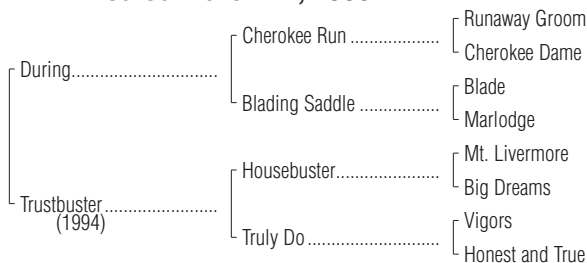 Runaway Groom
Cherokee Run ....................
Cherokee Dame
During.................................
Blade
Blading Saddle ..................
Marlodge
Mt. Livermore
Housebuster.......................
Big Dreams
Trustbuster.........................
(1994)
Vigors
Truly Do .............................
Honest and True